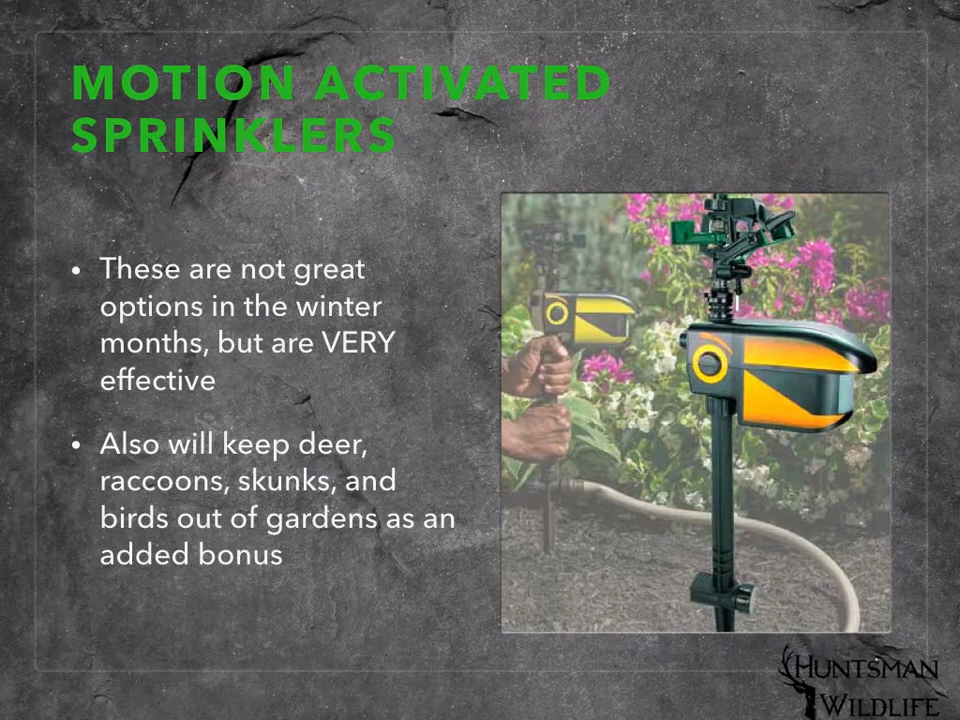 MOTION ACTIVATED
SPRINKLERS
• These are not great
options in the winter
months, but are VERY
effective
• Also will keep deer,
raccoons, skunks, and
birds out of gardens as an
added bonus
HUNTSMAN
WILDLIFE